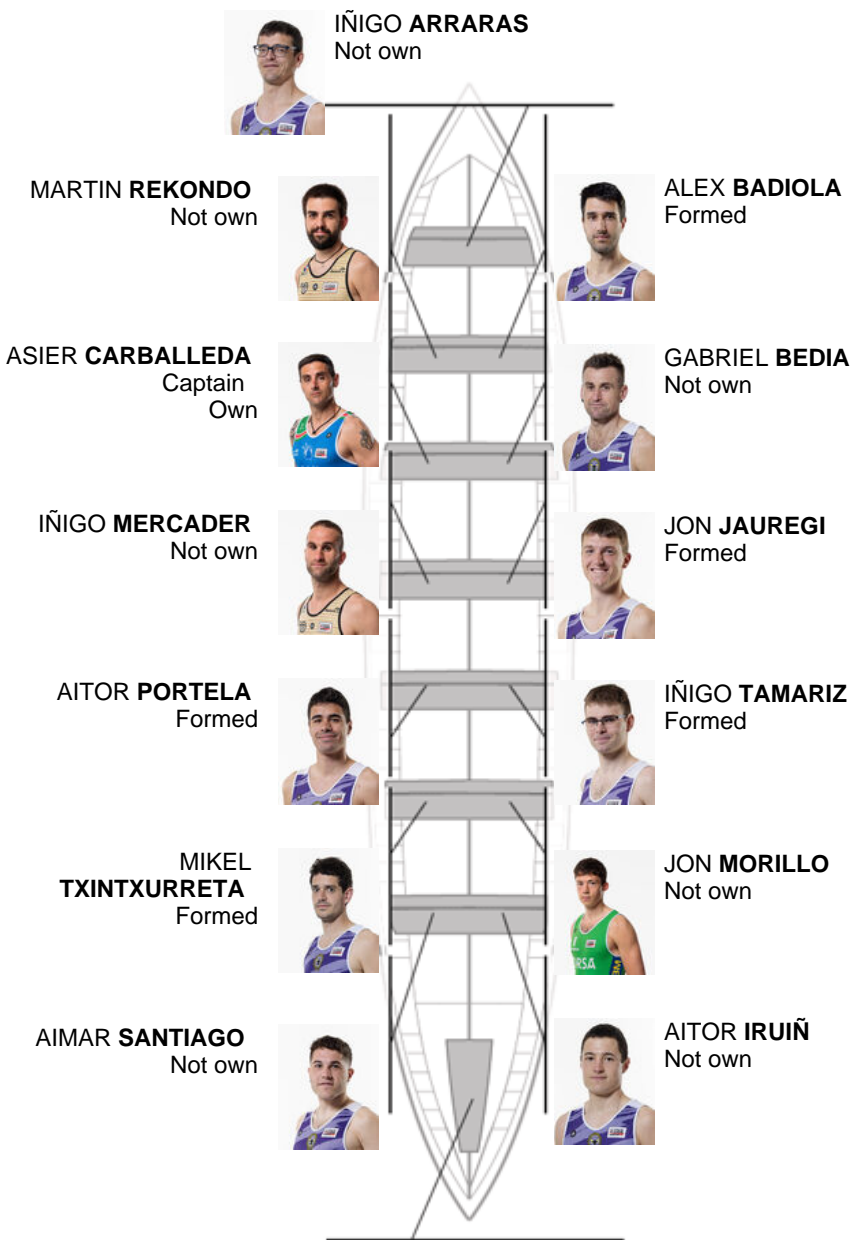 IÑIGO ARRARAS
Not own
MARTIN REKONDO
Not own
ALEX BADIOLA
Formed
ASIER CARBALLEDA
Captain
Own
GABRIEL BEDIA
Not own
IÑIGO MERCADER
Not own
JON JAUREGI
Formed
AITOR PORTELA
Formed
IÑIGO TAMARIZ
Formed
MIKEL
TXINTXURRETA
Formed
JON MORILLO
Not own
AIMAR SANTIAGO
Not own
AITOR IRUIÑ
Not own